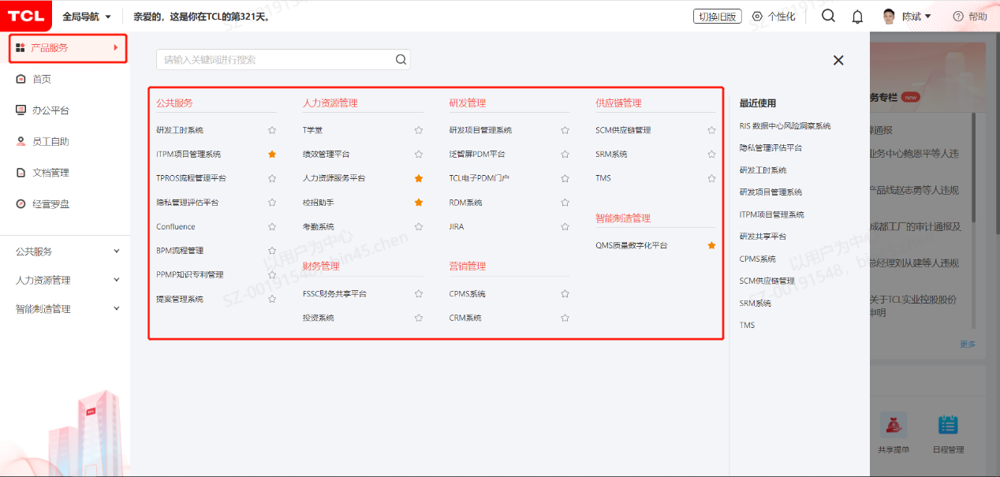 TCL
全局导航
亲爱的，这是你在TCL的第321天。
切换旧版
个性化
陈斌
帮助
产品服务
首页
办公平台
员工自助
文档管理
经营罗盘
公共服务
人力资源管理
智能制造管理
TCL
请输入关键词进行搜索
公共服务
研发工时系统
ITPM项目管理系统
TPROS流程管理平台
隐私管理评估平台
Confluence
BPM流程管理
PPMP知识专利管理
提案管理系统
人力资源管理
T学堂
绩效管理平台
人力资源服务平台
校招助手
考勤系统
财务管理
FSSC财务共享平台
投资系统
研发管理
研发项目管理系统
泛智屏PDM平台
TCL电子PDM门户
RDM系统
JIRA
营销管理
CPMS系统
CRM系统
供应链管理
SCM供应链管理
SRM系统
TMS
智能制造管理
QMS质量数字化平台
最近使用
RIS 数据中心风险洞察系统
隐私管理评估平台
研发工时系统
研发项目管理系统
ITPM项目管理系统
研发共享平台
CPMS系统
SCM供应链管理
SRM系统
TMS
务专栏 new
通报
业务中心鲍恩平等人违
产品线赵志勇等人违规
成都工厂的审计通报及
总经理刘从建等人违规
关于TCL实业控股股份
申明
更多
共享提单
日程管理
以用户为中心
SZ-00191548, bin45.chen
以用户为中心
SZ-00191548, bin45.chen